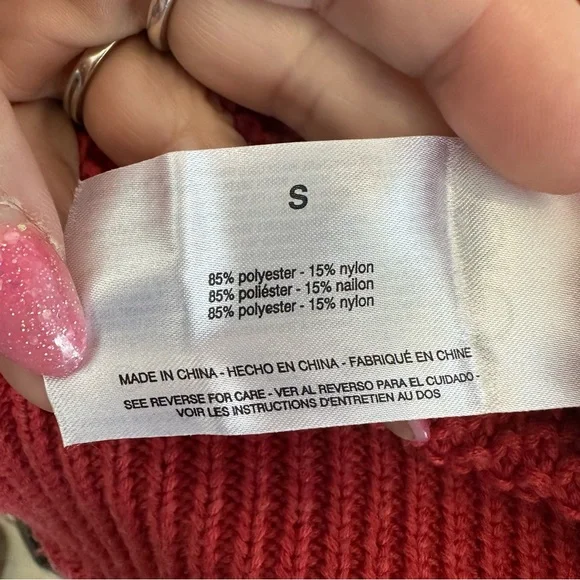 S
85% polyester - 15% nylon
85% poliéster - 15% nailon
85% polyester - 15% nylon
MADE IN CHINA - HECHO EN CHINA - FABRIQUÉ EN CHINE
SEE REVERSE FOR CARE - VER AL REVERSO PARA EL CUIDADO -
VOIR LES INSTRUCTIONS D'ENTRETIEN AU DOS